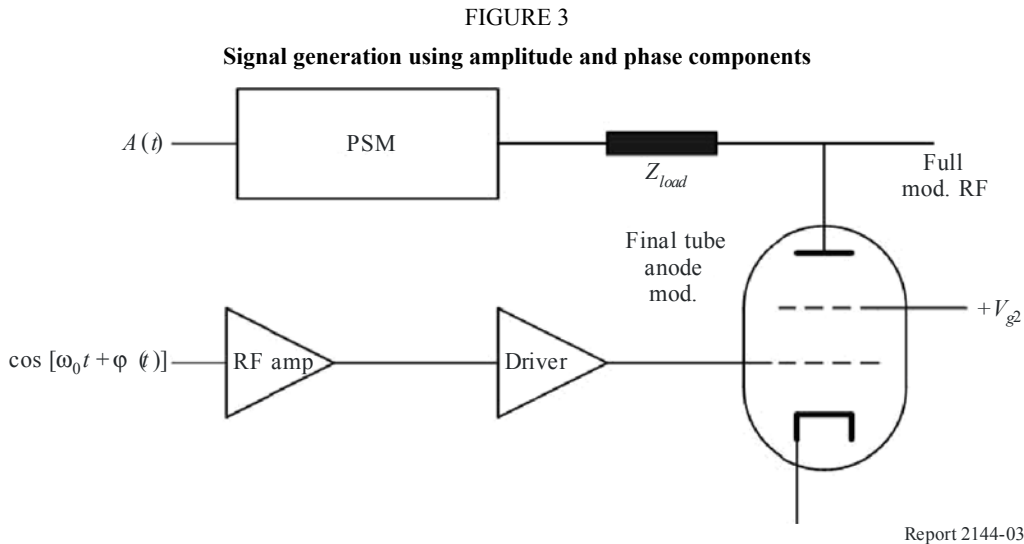 FIGURE 3
Signal generation using amplitude and phase components
A(t)
PSM
Z_load
Full
mod. RF
Final tube
anode
mod.
+V_g2
cos [ω₀t + φ (t)]
RF amp
Driver
Report 2144-03